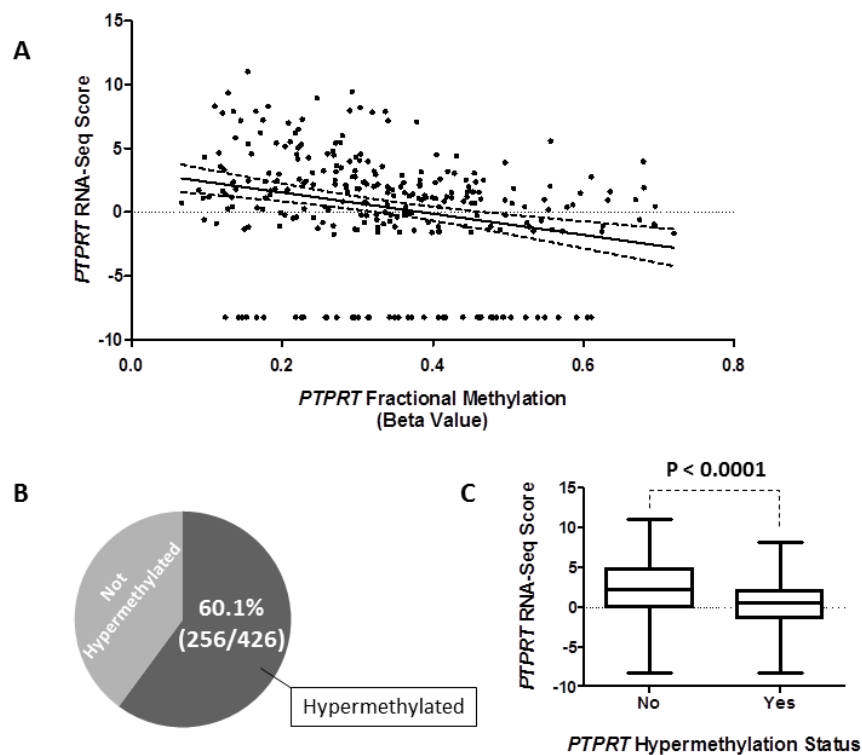 A
PTPRT RNA-Seq Score
15
10
5
0
-5
-10
0.0 0.2 0.4 0.6 0.8
PTPRT Fractional Methylation
(Beta Value)
B
Not
Hypermethylated
60.1%
(256/426)
Hypermethylated
C
P < 0.0001
PTPRT RNA-Seq Score
15
10
5
0
-5
-10
No Yes
PTPRT Hypermethylation Status